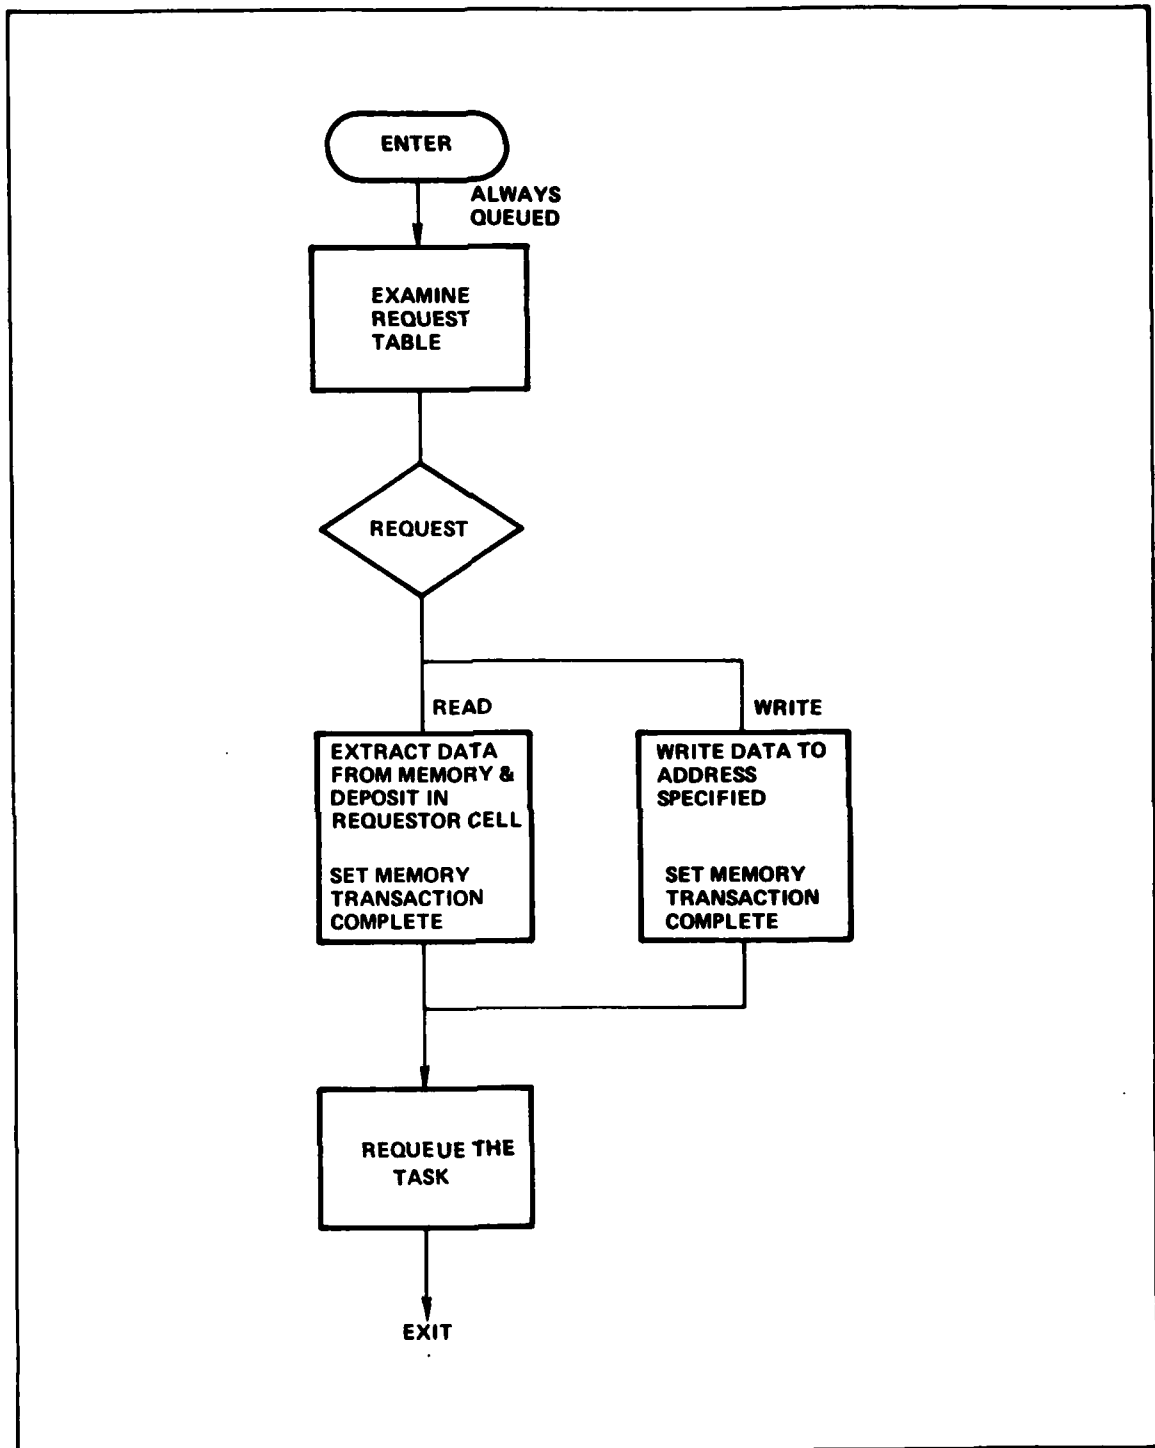 ENTER
ALWAYS
QUEUED
EXAMINE
REQUEST
TABLE
REQUEST
READ
WRITE
EXTRACT DATA
FROM MEMORY &
DEPOSIT IN
REQUESTOR CELL
SET MEMORY
TRANSACTION
COMPLETE
WRITE DATA TO
ADDRESS
SPECIFIED
SET MEMORY
TRANSACTION
COMPLETE
REQUEUE THE
TASK
EXIT